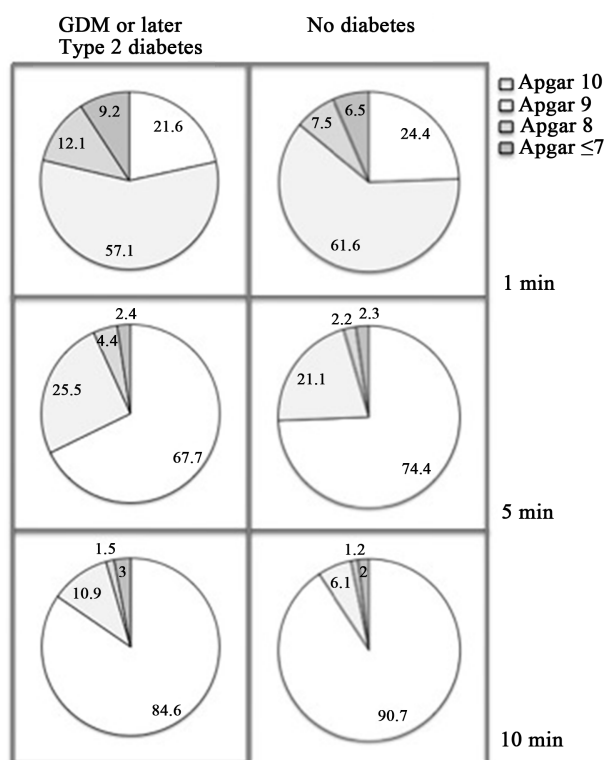 GDM or later
Type 2 diabetes
No diabetes
Apgar 10
Apgar 9
Apgar 8
Apgar ≤7
9.2
21.6
12.1
57.1
6.5
7.5
24.4
61.6
1 min
2.4
4.4
25.5
67.7
2.3
2.2
21.1
74.4
5 min
1.5
3
10.9
84.6
1.2
2
6.1
90.7
10 min